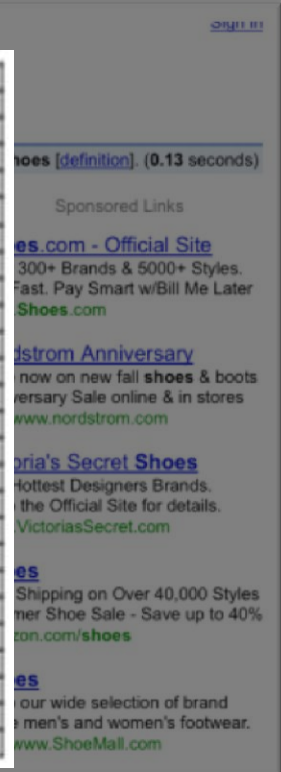 Sign in
hoes [definition]. (0.13 seconds)
Sponsored Links
es.com - Official Site
300+ Brands & 5000+ Styles.
Fast. Pay Smart w/Bill Me Later
.Shoes.com
dstrom Anniversary
now on new fall shoes & boots
versary Sale online & in stores
www.nordstrom.com
oria's Secret Shoes
Hottest Designers Brands.
the Official Site for details.
.VictoriasSecret.com
es
Shipping on Over 40,000 Styles
mer Shoe Sale - Save up to 40%
zon.com/shoes
es
our wide selection of brand
e men's and women's footwear.
www.ShoeMall.com